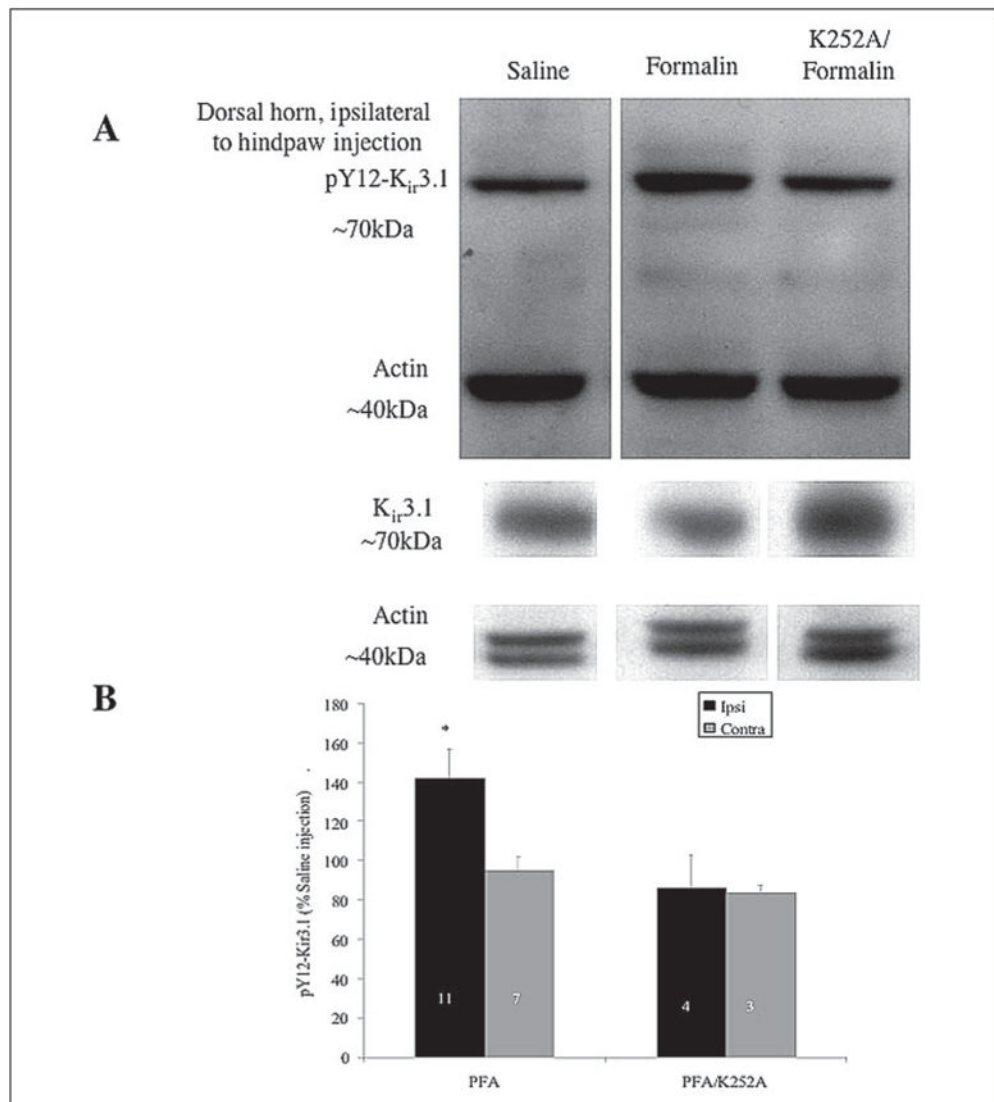 A
Saline
Formalin
K252A/
Formalin
Dorsal horn, ipsilateral
to hindpaw injection
pY12-Kir3.1
~70kDa
Actin
~40kDa
Kir3.1
~70kDa
Actin
~40kDa
B
Ipsi
Contra
pY12-Kir3.1 (% Saline injection)
180
160
140
120
100
80
60
40
20
0
*
11
7
4
3
PFA
PFA/K252A